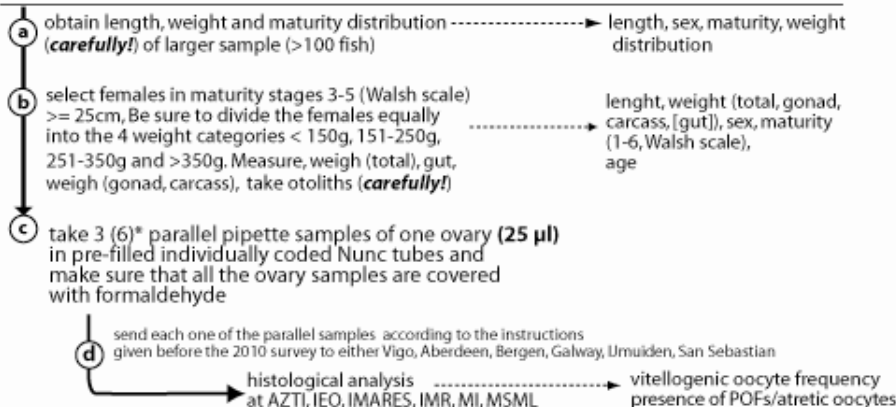 a obtain length, weight and maturity distribution length, sex, maturity, weight
(carefully!) of larger sample (>100 fish) distribution
b select females in maturity stages 3-5 (Walsh scale)
>= 25cm, Be sure to divide the females equally
into the 4 weight categories < 150g, 151-250g,
251-350g and >350g. Measure, weigh (total), gut,
weigh (gonad, carcass), take otoliths (carefully!)
lenght, weight (total, gonad,
carcass, [gut]), sex, maturity
(1-6, Walsh scale),
age
c take 3 (6)* parallel pipette samples of one ovary (25 µl)
in pre-filled individually coded Nunc tubes and
make sure that all the ovary samples are covered
with formaldehyde
d send each one of the parallel samples according to the instructions
given before the 2010 survey to either Vigo, Aberdeen, Bergen, Galway, Umuiden, San Sebastian
histological analysis vitellogenic oocyte frequency
at AZTI, IEO, IMARES, IMR, MI, MSML presence of POFs/atretic oocytes